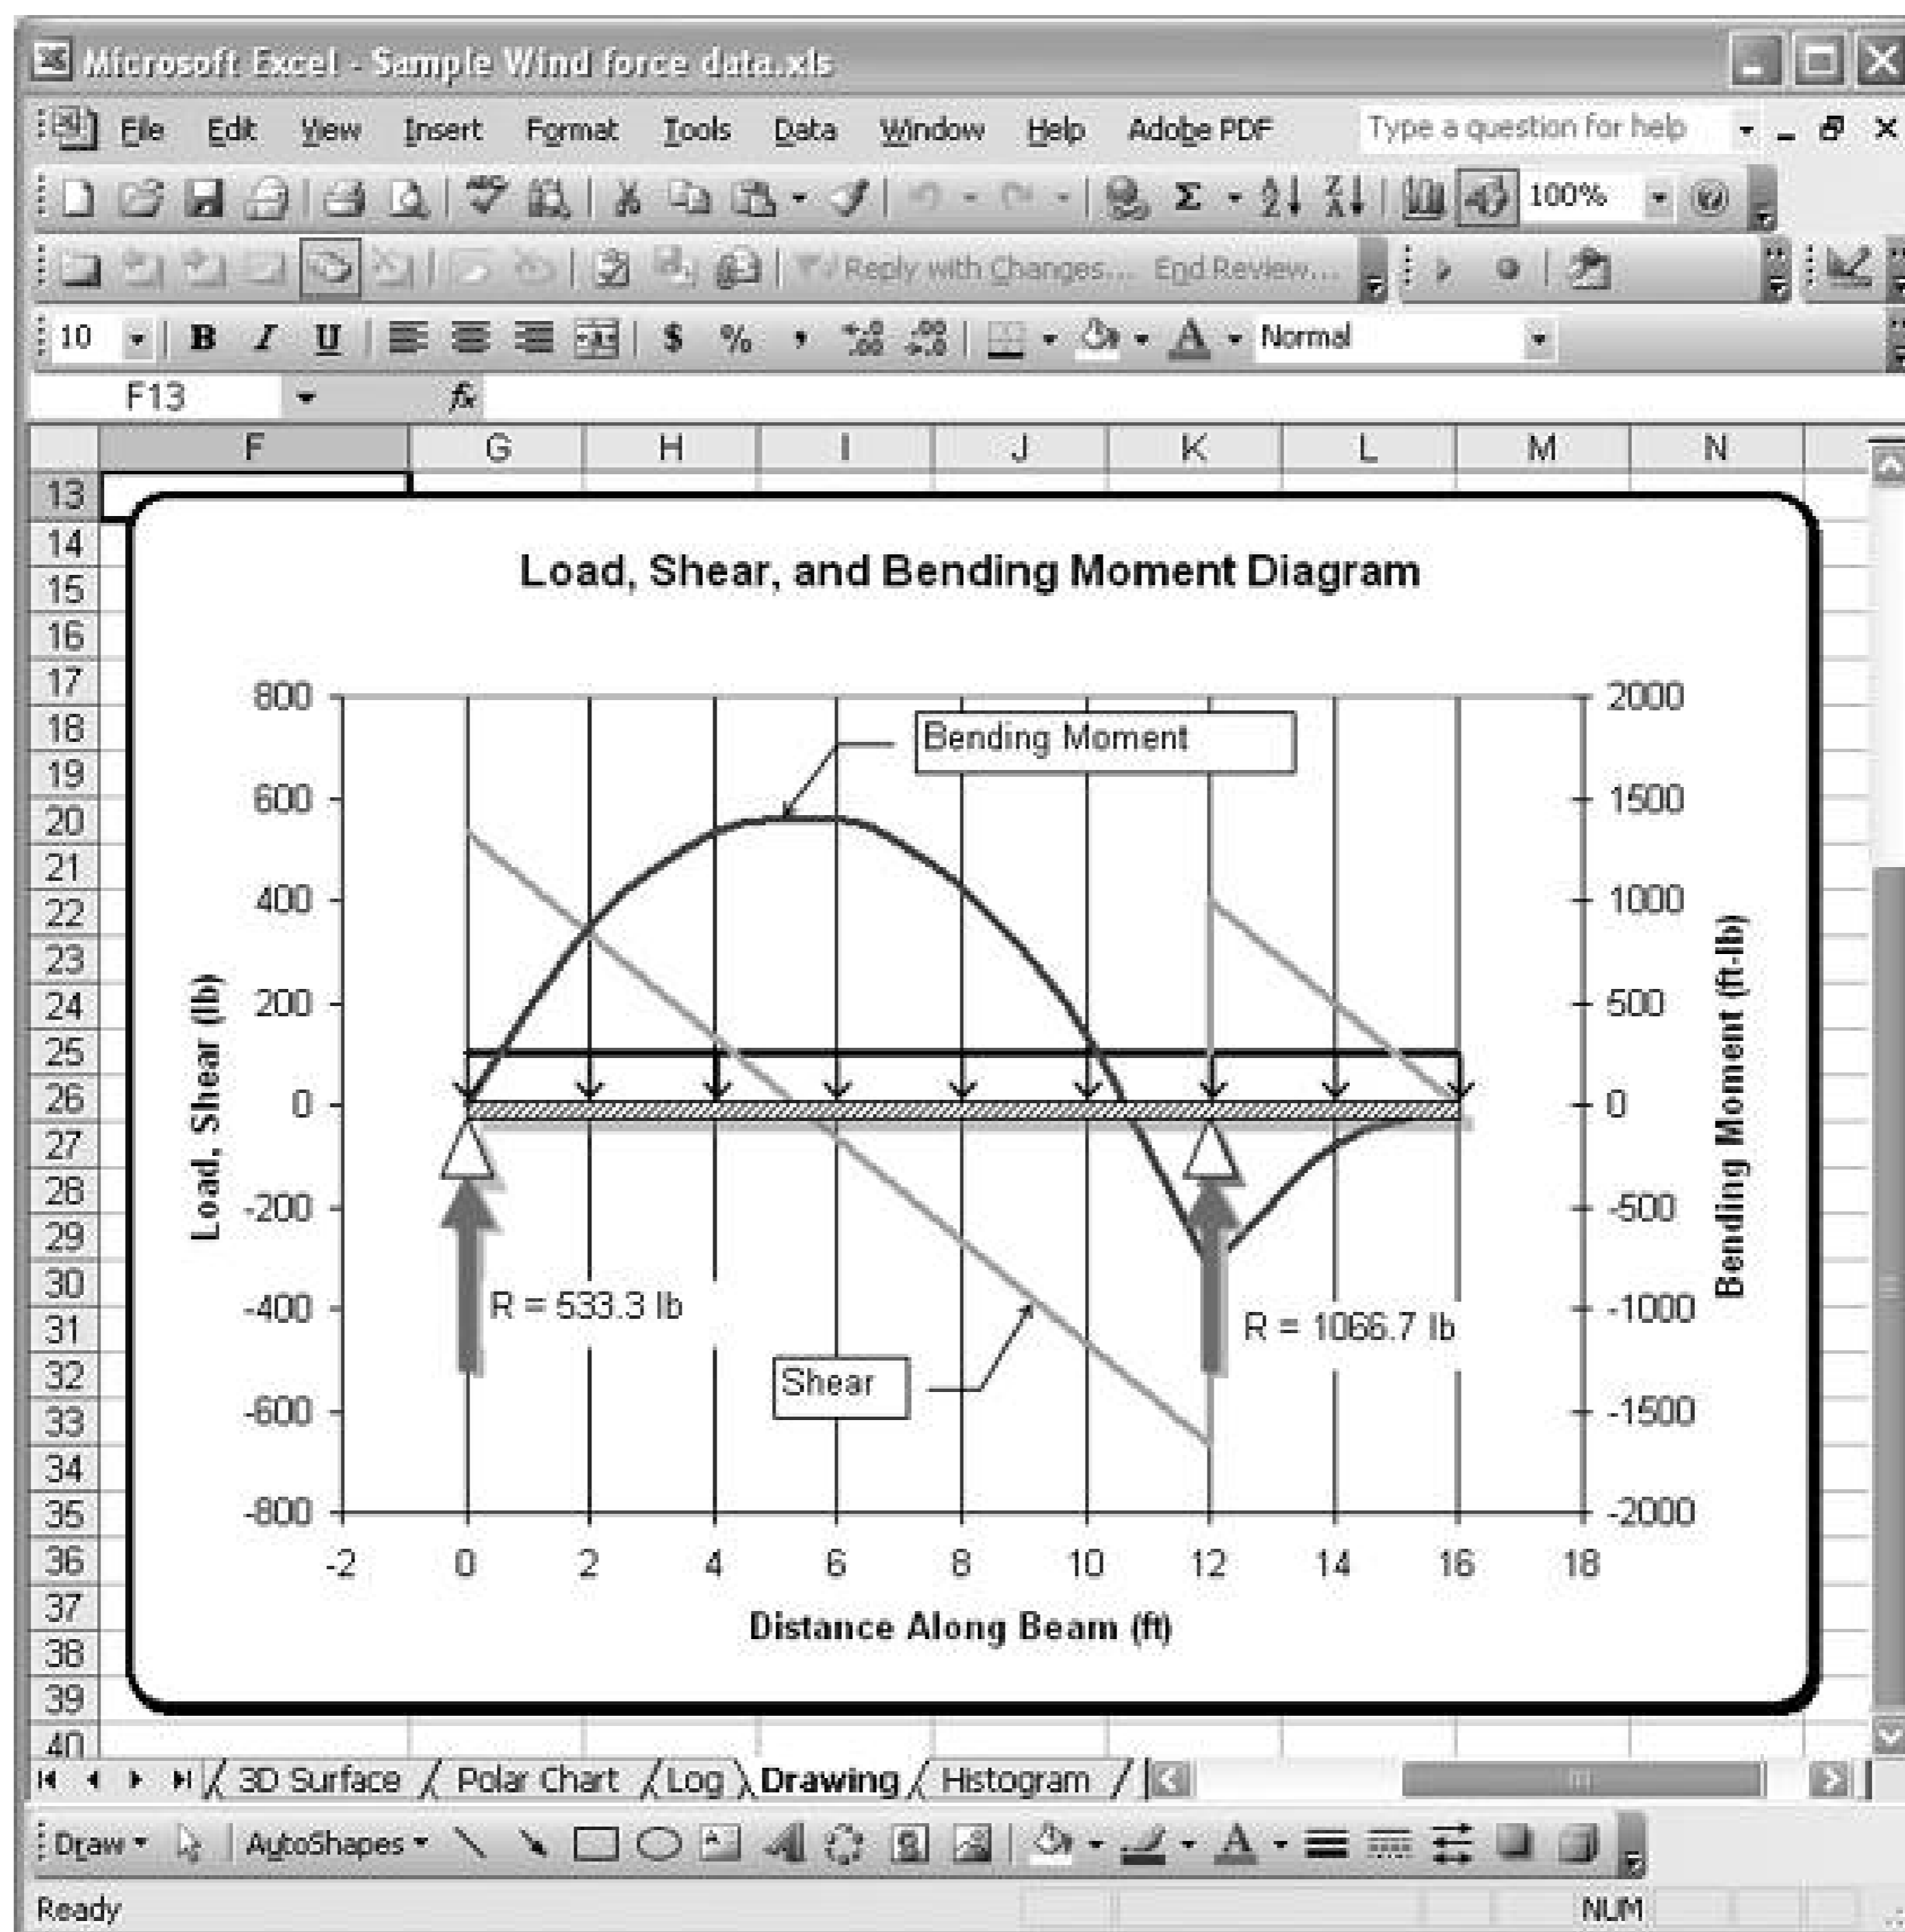 Microsoft Excel - Sample Wind force data.xls
File Edit View Insert Format Tools Data Window Help Adobe PDF Type a question for help
Σ 100%
Reply with Changes... End Review...
10 B I U $ % , Normal
F13 fx
F G H I J K L M N
13
14
15
16
17
18
19
20
21
22
23
24
25
26
27
28
29
30
31
32
33
34
35
36
37
38
39
40
Load, Shear, and Bending Moment Diagram
Load, Shear (lb)
800
600
400
200
0
-200
-400
-600
-800
Bending Moment
R = 533.3 lb
R = 1066.7 lb
Shear
2000
1500
1000
500
0
-500
-1000
-1500
-2000
Bending Moment (ft-lb)
-2 0 2 4 6 8 10 12 14 16 18
Distance Along Beam (ft)
3D Surface Polar Chart Log Drawing Histogram
Draw AutoShapes A
Ready NUM